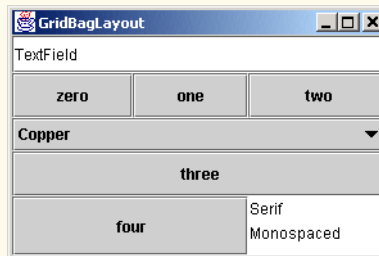 GridBagLayout
TextField
zero one two
Copper
three
four
Serif
Monospaced